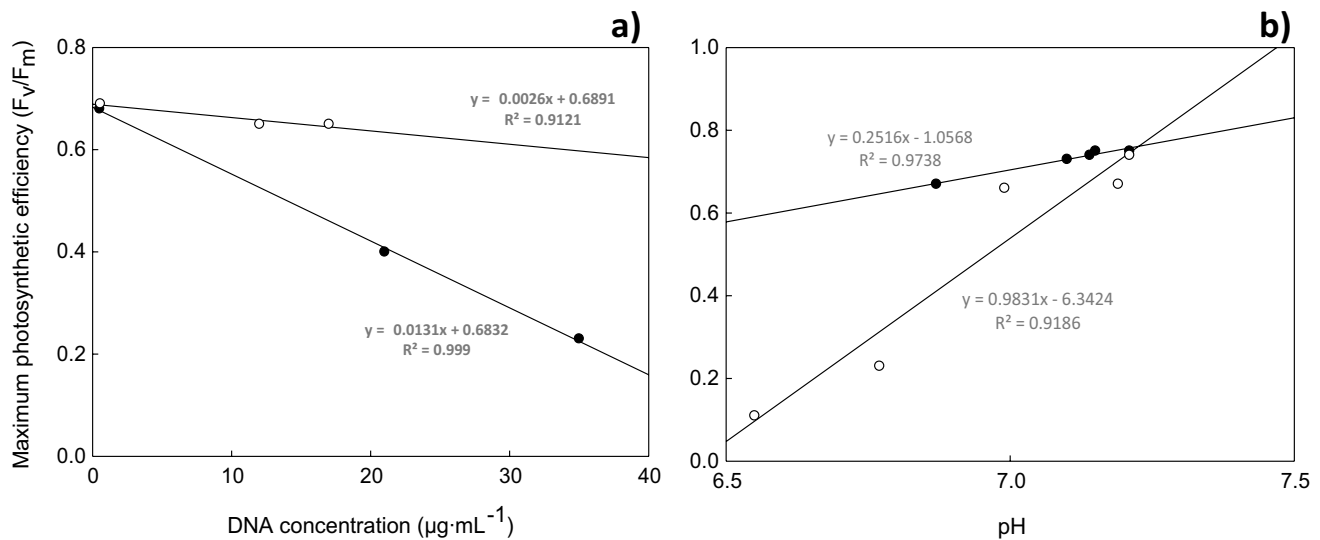 a)
Maximum photosynthetic efficiency (Fv/Fm)
0.8
0.6
0.4
0.2
0.0
y = 0.0026x + 0.6891
R² = 0.9121
y = 0.0131x + 0.6832
R² = 0.999
0 10 20 30 40
DNA concentration (µg·mL⁻¹)
b)
1.0
0.8
0.6
0.4
0.2
0.0
y = 0.2516x - 1.0568
R² = 0.9738
y = 0.9831x - 6.3424
R² = 0.9186
6.5 7.0 7.5
pH